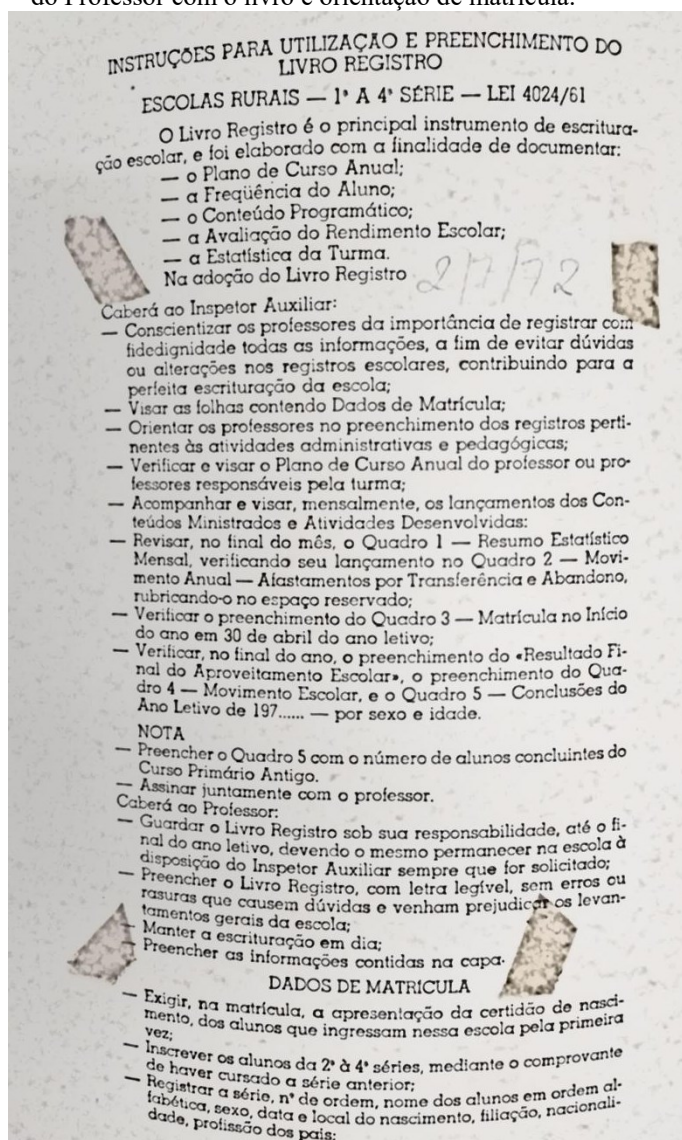 do Professor com o livro e orientação de matrícula.
INSTRUÇÕES PARA UTILIZAÇÃO E PREENCHIMENTO DO
LIVRO REGISTRO
ESCOLAS RURAIS — 1ª A 4ª SÉRIE — LEI 4024/61
O Livro Registro é o principal instrumento de escritura-
ção escolar, e foi elaborado com a finalidade de documentar:
— o Plano de Curso Anual;
— a Freqüência do Aluno;
— o Conteúdo Programático;
— a Avaliação do Rendimento Escolar;
— a Estatística da Turma.
Na adoção do Livro Registro 2/7/72
Caberá ao Inspetor Auxiliar:
— Conscientizar os professores da importância de registrar com
fidedignidade todas as informações, a fim de evitar dúvidas
ou alterações nos registros escolares, contribuindo para a
perfeita escrituração da escola;
— Visar as folhas contendo Dados de Matrícula;
— Orientar os professores no preenchimento dos registros perti-
nentes às atividades administrativas e pedagógicas;
— Verificar e visar o Plano de Curso Anual do professor ou pro-
fessores responsáveis pela turma;
— Acompanhar e visar, mensalmente, os lançamentos dos Con-
teúdos Ministrados e Atividades Desenvolvidas:
— Revisar, no final do mês, o Quadro 1 — Resumo Estatístico
Mensal, verificando seu lançamento no Quadro 2 — Movi-
mento Anual — Afastamentos por Transferência e Abandono,
rubricando-o no espaço reservado;
— Verificar o preenchimento do Quadro 3 — Matrícula no Início
do ano em 30 de abril do ano letivo;
— Verificar, no final do ano, o preenchimento do «Resultado Fi-
nal do Aproveitamento Escolar», o preenchimento do Qua-
dro 4 — Movimento Escolar, e o Quadro 5 — Conclusões do
Ano Letivo de 197...... — por sexo e idade.
NOTA
— Preencher o Quadro 5 com o número de alunos concluintes do
Curso Primário Antigo.
— Assinar juntamente com o professor.
Caberá ao Professor:
— Guardar o Livro Registro sob sua responsabilidade, até o fi-
nal do ano letivo, devendo o mesmo permanecer na escola à
disposição do Inspetor Auxiliar sempre que for solicitado;
— Preencher o Livro Registro, com letra legível, sem erros ou
rasuras que causem dúvidas e venham prejudicar os levan-
tamentos gerais da escola;
— Manter a escrituração em dia;
— Preencher as informações contidas na capa.
DADOS DE MATRÍCULA
— Exigir, na matrícula, a apresentação da certidão de nasci-
mento, dos alunos que ingressam nessa escola pela primeira
vez;
— Inscrever os alunos da 2ª à 4ª séries, mediante o comprovante
de haver cursado a série anterior;
— Registrar a série, nº de ordem, nome dos alunos em ordem al-
fabética, sexo, data e local do nascimento, filiação, nacionali-
dade, profissão dos pais;